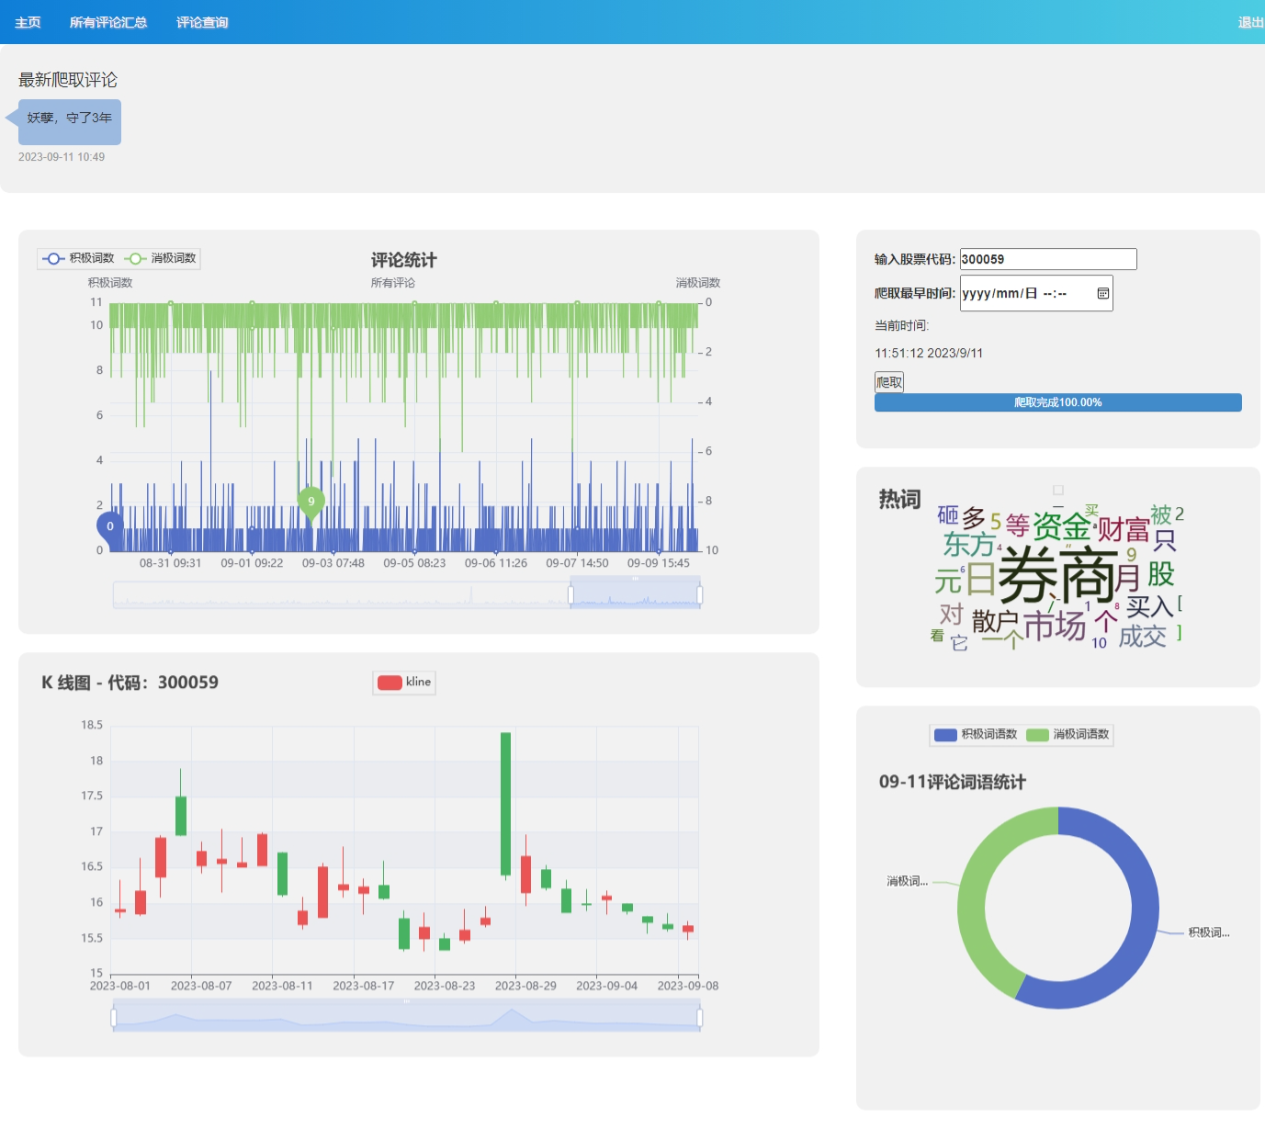 主页 所有评论汇总 评论查询 退出
最新爬取评论
妖孽，守了3年
2023-09-11 10:49
积极词数 消极词数
评论统计
所有评论
积极词数
消极词数
11
10
8
6
4
2
0
0
2
4
6
8
10
0
9
08-31 09:31 09-01 09:22 09-03 07:48 09-05 08:23 09-06 11:26 09-07 14:50 09-09 15:45
输入股票代码: 300059
爬取最早时间: yyyy/mm/日 --:--
当前时间:
11:51:12 2023/9/11
爬取
爬取完成100.00%
热词
砸 多 5 等 资金 买 财富 被 2
东方 4 券商 9 只
元 6 日 月 股
对 散户 / 市场 1 个 8 买入 [
看 它 一个 10 成交 ]
K 线图 - 代码：300059
kline
18.5
18
17.5
17
16.5
16
15.5
15
2023-08-01 2023-08-07 2023-08-11 2023-08-17 2023-08-23 2023-08-29 2023-09-04 2023-09-08
积极词语数 消极词语数
09-11评论词语统计
消极词...
积极词...